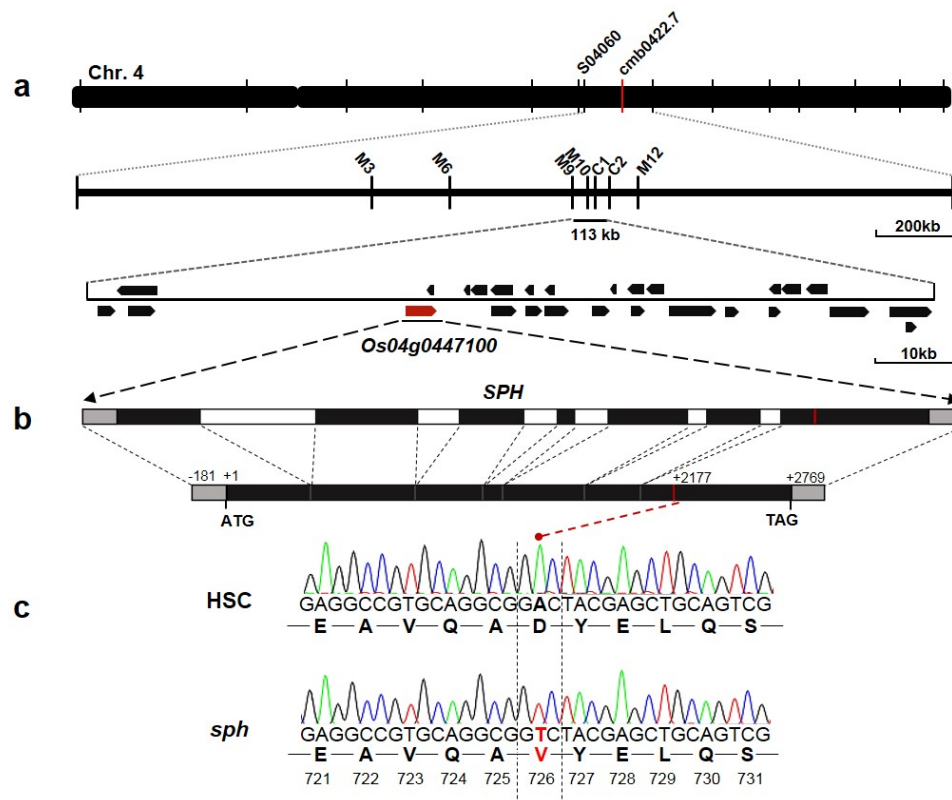 a
Chr. 4
S04060
cmb0422.7
M3
M6
M9
M10
C1
C2
M12
200kb
113 kb
Os04g0447100
10kb
b
SPH
-181 +1
+2177
+2769
ATG
TAG
c
HSC
GAGGCCGTGCAGGCGGACTACGAGCTGCAGTCG
E A V Q A D Y E L Q S
sph
GAGGCCGTGCAGGCGGTCTACGAGCTGCAGTCG
E A V Q A V Y E L Q S
721 722 723 724 725 726 727 728 729 730 731